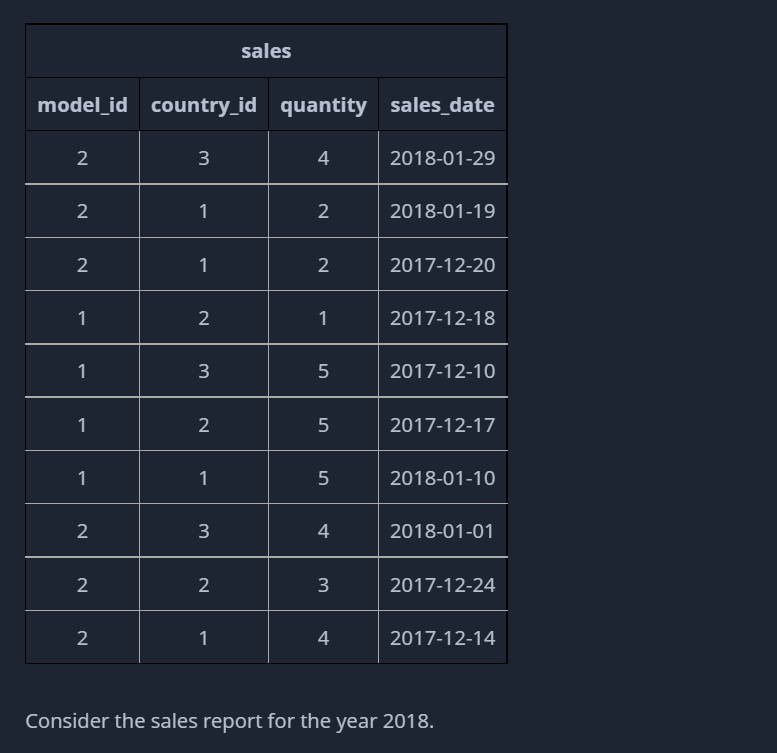 sales
model_id country_id quantity sales_date
2 3 4 2018-01-29
2 1 2 2018-01-19
2 1 2 2017-12-20
1 2 1 2017-12-18
1 3 5 2017-12-10
1 2 5 2017-12-17
1 1 5 2018-01-10
2 3 4 2018-01-01
2 2 3 2017-12-24
2 1 4 2017-12-14
Consider the sales report for the year 2018.